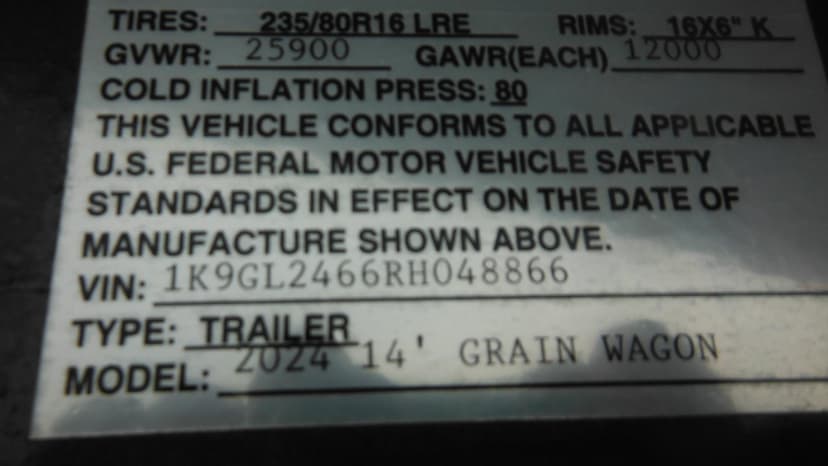 TIRES: 235/80R16 LRE RIMS: 16X6" K
GVWR: 25900 GAWR(EACH) 12000
COLD INFLATION PRESS: 80
THIS VEHICLE CONFORMS TO ALL APPLICABLE
U.S. FEDERAL MOTOR VEHICLE SAFETY
STANDARDS IN EFFECT ON THE DATE OF
MANUFACTURE SHOWN ABOVE.
VIN: 1K9GL2466RH048866
TYPE: TRAILER
MODEL: 2024 14' GRAIN WAGON